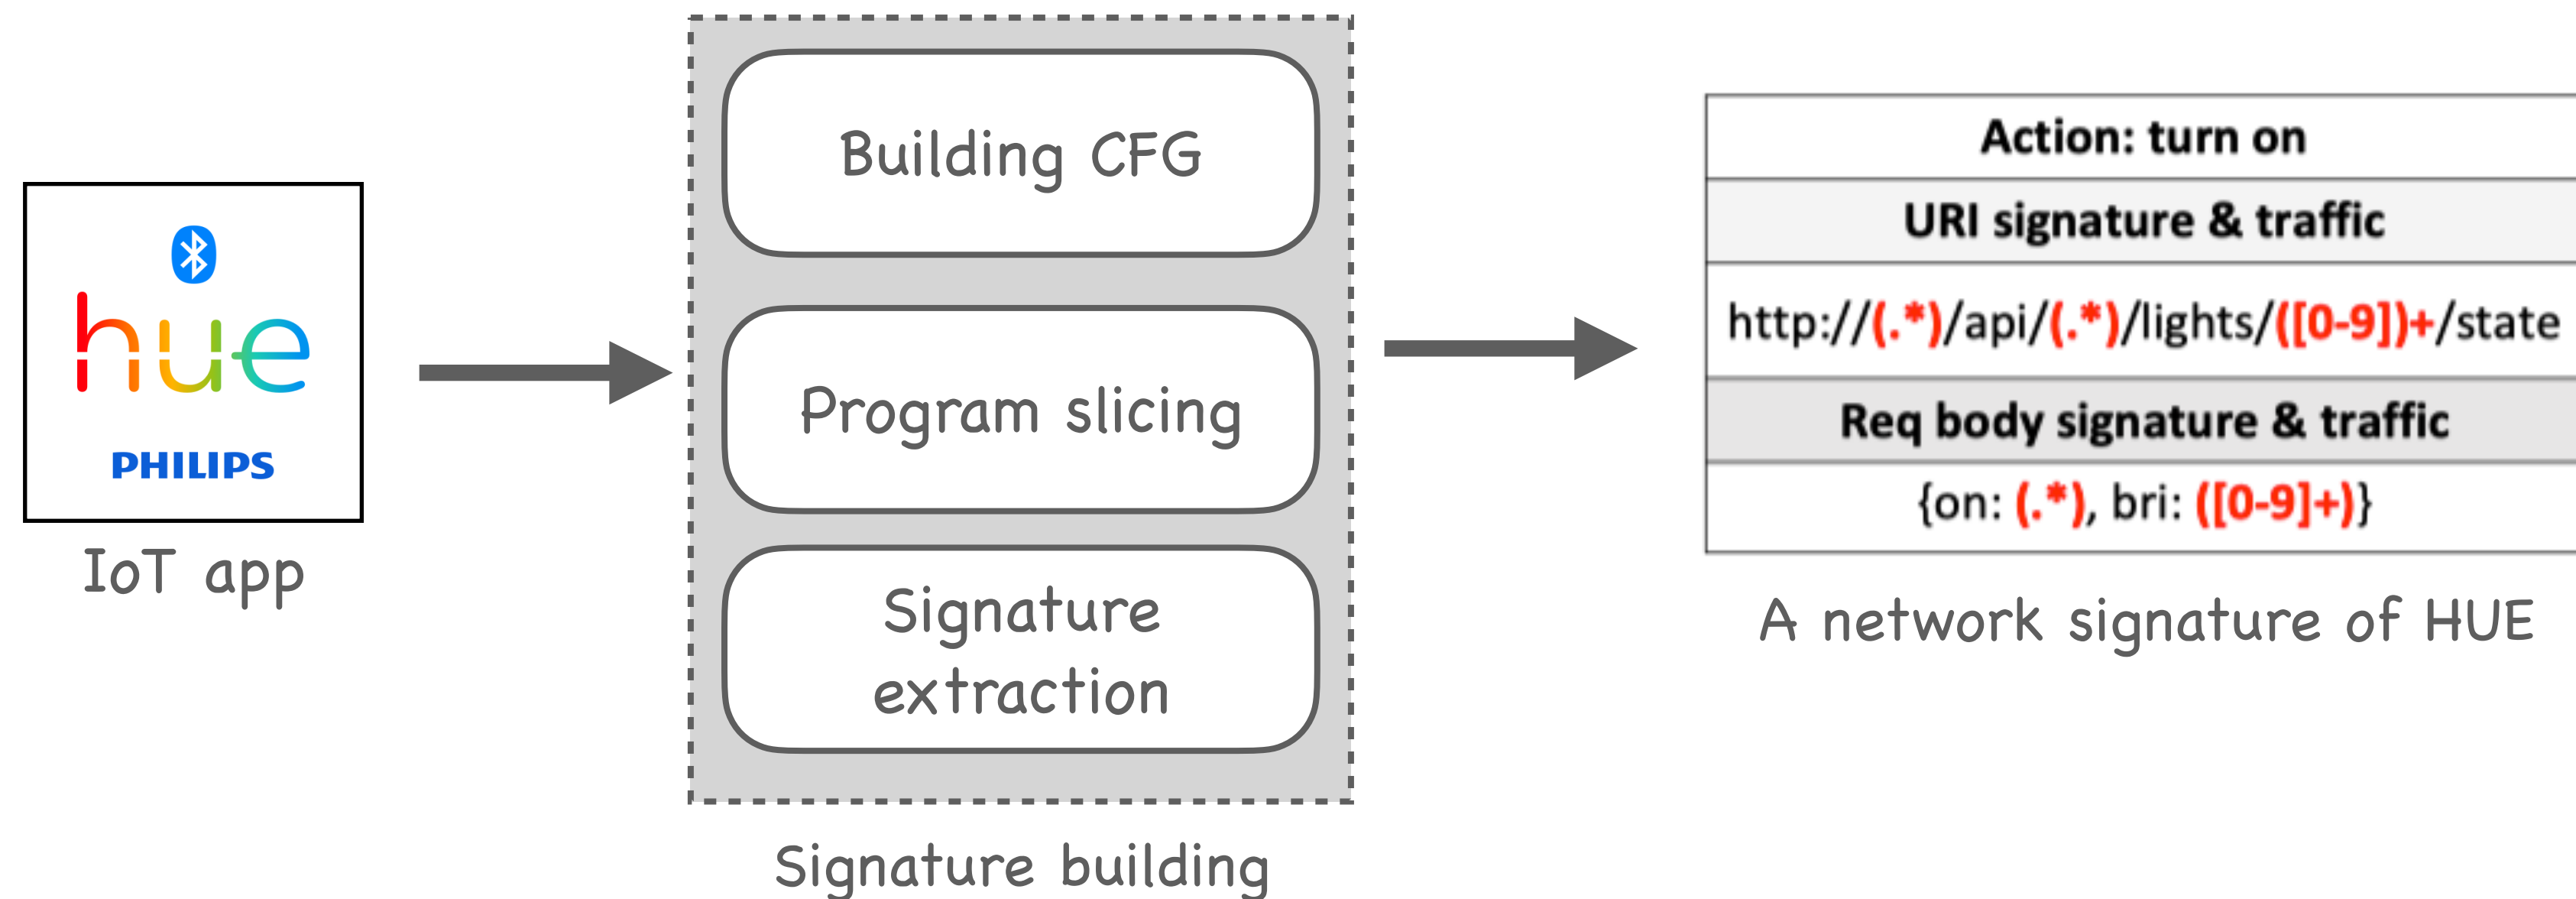 hue
PHILIPS
IoT app
Building CFG
Program slicing
Signature
extraction
Signature building
Action: turn on
URI signature & traffic
http://(.*)/api/(.*)/lights/([0-9])+/state
Req body signature & traffic
{on: (.*), bri: ([0-9]+)}
A network signature of HUE